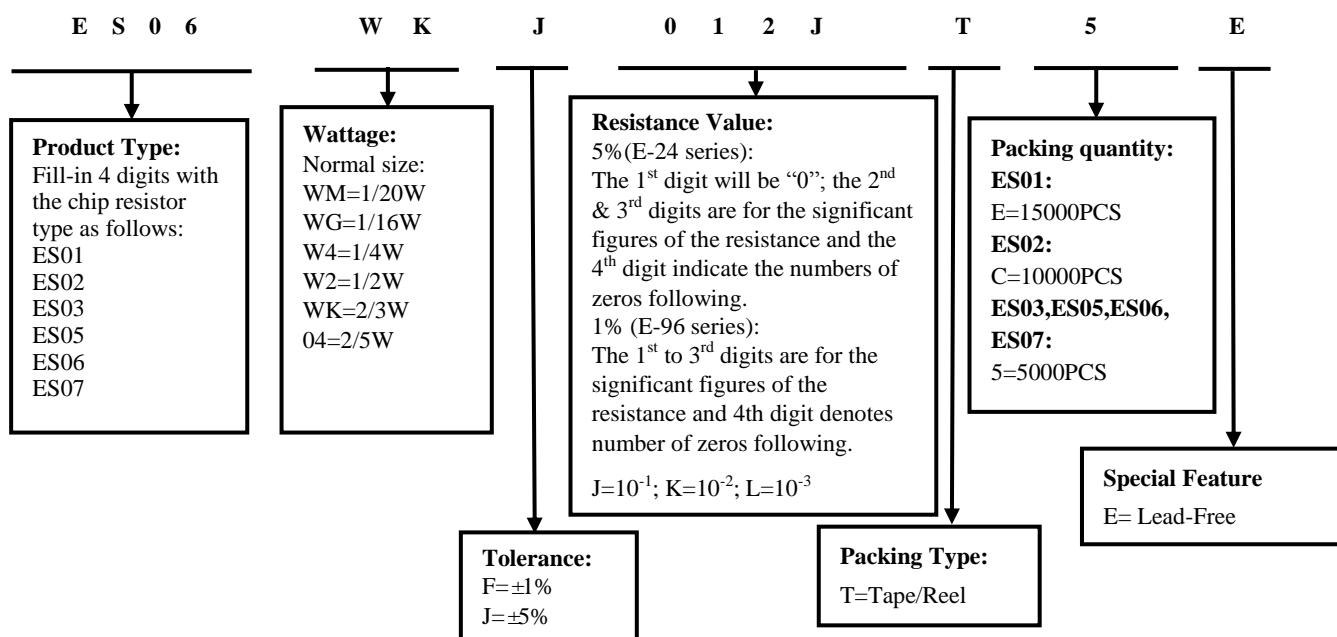 E S 0 6 W K J 0 1 2 J T 5 E
Product Type:
Fill-in 4 digits with
the chip resistor
type as follows:
ES01
ES02
ES03
ES05
ES06
ES07
Wattage:
Normal size:
WM=1/20W
WG=1/16W
W4=1/4W
W2=1/2W
WK=2/3W
04=2/5W
Resistance Value:
5%(E-24 series):
The 1st digit will be “0”; the 2nd
& 3rd digits are for the significant
figures of the resistance and the
4th digit indicate the numbers of
zeros following.
1% (E-96 series):
The 1st to 3rd digits are for the
significant figures of the
resistance and 4th digit denotes
number of zeros following.
J=10-1; K=10-2; L=10-3
Packing quantity:
ES01:
E=15000PCS
ES02:
C=10000PCS
ES03,ES05,ES06,
ES07:
5=5000PCS
Special Feature
E= Lead-Free
Tolerance:
F=±1%
J=±5%
Packing Type:
T=Tape/Reel